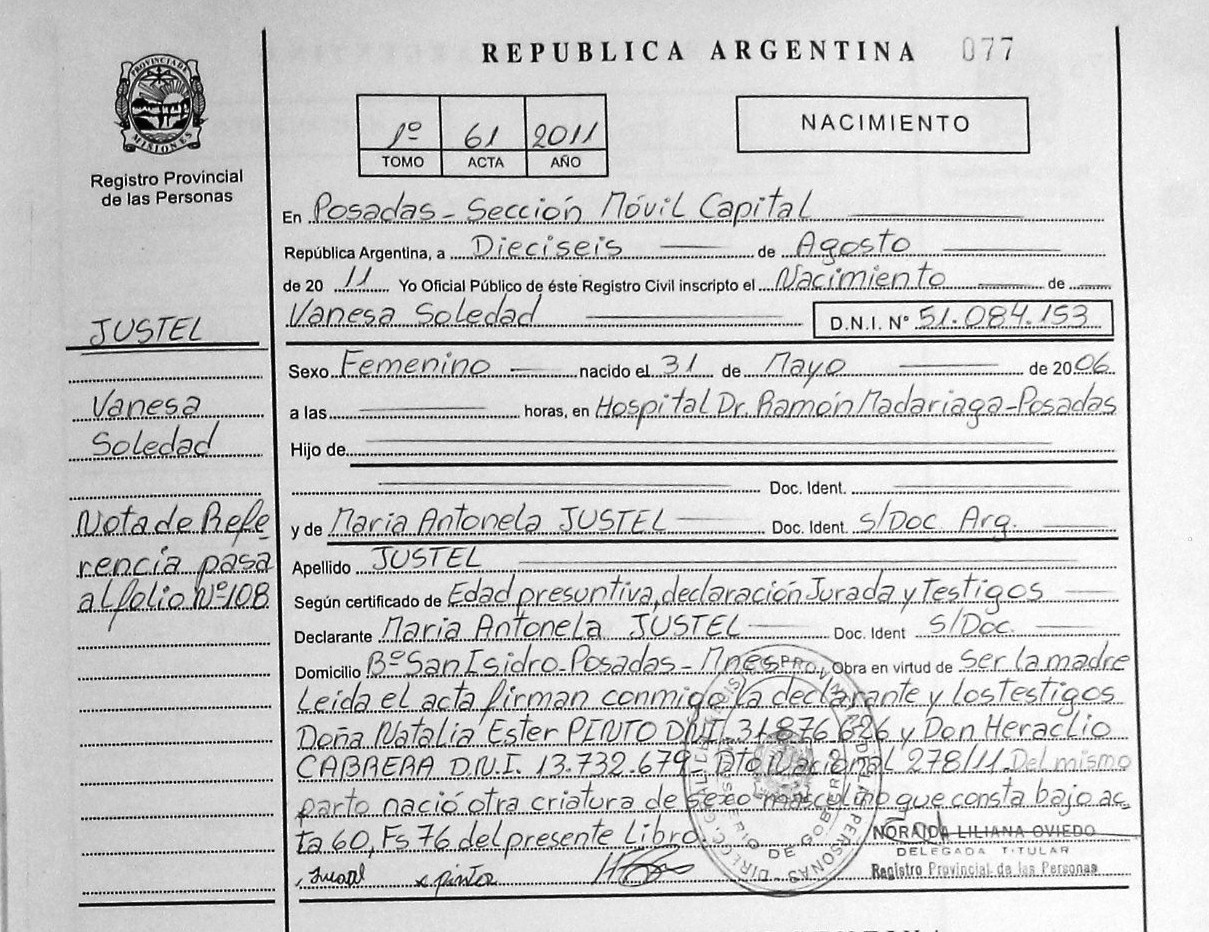 REPUBLICA ARGENTINA 077
PROVINCIA DE MISIONES
Registro Provincial
de las Personas
1º 61 2011
TOMO ACTA AÑO
NACIMIENTO
En Posadas - Sección Móvil Capital
República Argentina, a Dieciseis de Agosto
de 20 11 Yo Oficial Público de éste Registro Civil inscripto el Nacimiento de
Vanesa Soledad D.N.I. Nº 51.084.153
Sexo Femenino nacido el 31 de Mayo de 2006
a las horas, en Hospital Dr. Ramón Madariaga - Posadas
Hijo de
Doc. Ident.
y de Maria Antonela JUSTEL Doc. Ident. S/Doc. Arg.
Apellido JUSTEL
Según certificado de Edad presuntiva, declaración Jurada y Testigos
Declarante Maria Antonela JUSTEL Doc. Ident S/Doc.
Domicilio Bº San Isidro - Posadas - Mnes Obra en virtud de ser la madre
Leída el acta firman conmigo la declarante y los testigos
Doña Natalia Ester PINTO DNI. 31.876.626 y Don Heraclio
CABRERA D.N.I. 13.732.679 - Dto Nacional 278/11. Del mismo
parto nació otra criatura de sexo masculino que consta bajo ac-
ta 60, Fs 76 del presente Libro.
JUSTEL
Vanesa
Soledad
Nota de Refe
rencia pasa
al folio Nº 108
NORAIDA LILIANA OVIEDO
DELEGADA TITULAR
Registro Provincial de las Personas